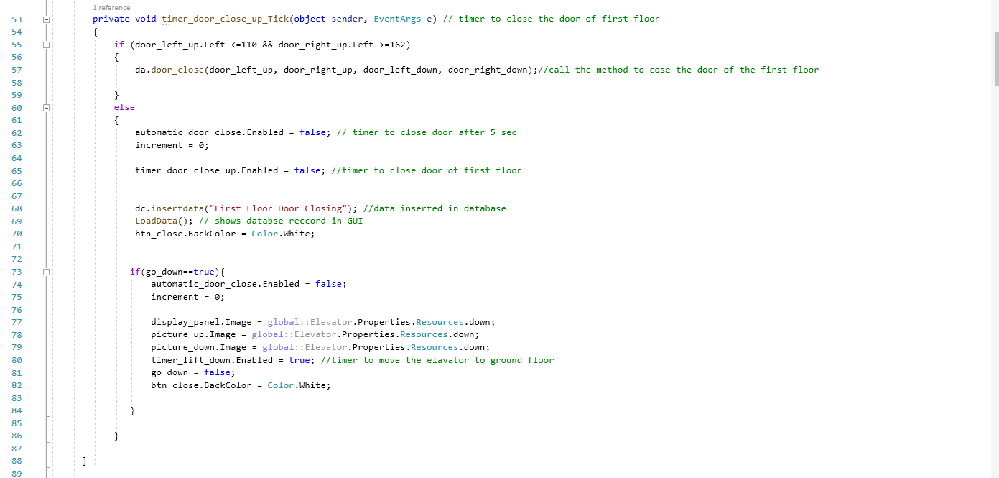 1 reference
53 private void timer_door_close_up_Tick(object sender, EventArgs e) // timer to close the door of first floor
54 {
55 if (door_left_up.Left <=110 && door_right_up.Left >=162)
56 {
57 da.door_close(door_left_up, door_right_up, door_left_down, door_right_down);//call the method to cose the door of the first floor
58
59 }
60 else
61 {
62 automatic_door_close.Enabled = false; // timer to close door after 5 sec
63 increment = 0;
64
65 timer_door_close_up.Enabled = false; //timer to close door of first floor
66
67
68 dc.insertdata("First Floor Door Closing"); //data inserted in database
69 LoadData(); // shows databse reccord in GUI
70 btn_close.BackColor = Color.White;
71
72
73 if(go_down==true){
74 automatic_door_close.Enabled = false;
75 increment = 0;
76
77 display_panel.Image = global::Elevator.Properties.Resources.down;
78 picture_up.Image = global::Elevator.Properties.Resources.down;
79 picture_down.Image = global::Elevator.Properties.Resources.down;
80 timer_lift_down.Enabled = true; //timer to move the elavator to ground floor
81 go_down = false;
82 btn_close.BackColor = Color.White;
83
84 }
85
86 }
87
88 }
89